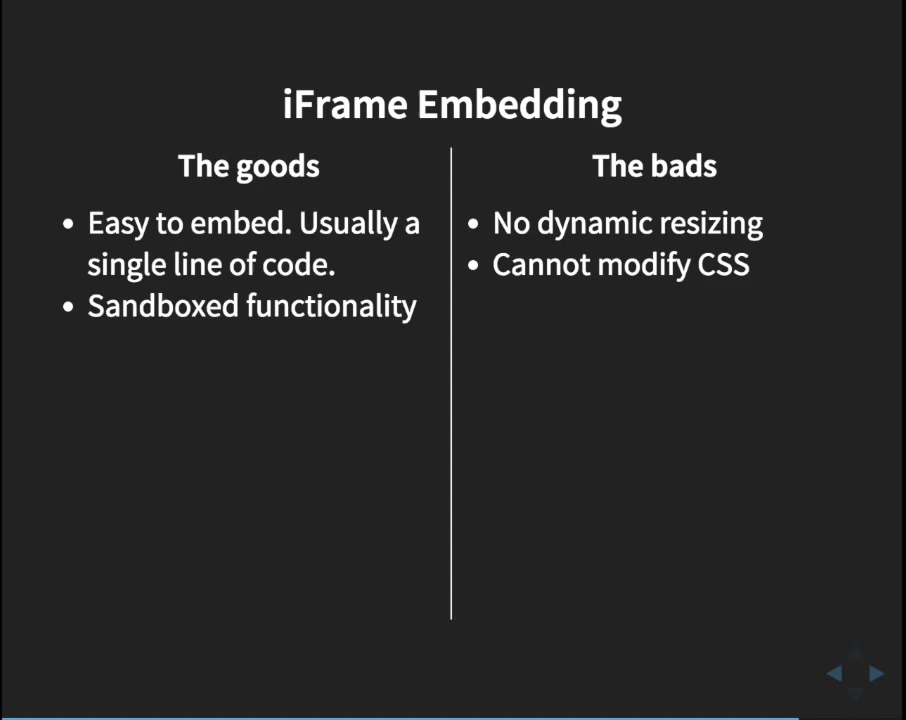 iFrame Embedding
The goods
• Easy to embed. Usually a
single line of code.
• Sandboxed functionality
The bads
• No dynamic resizing
• Cannot modify CSS